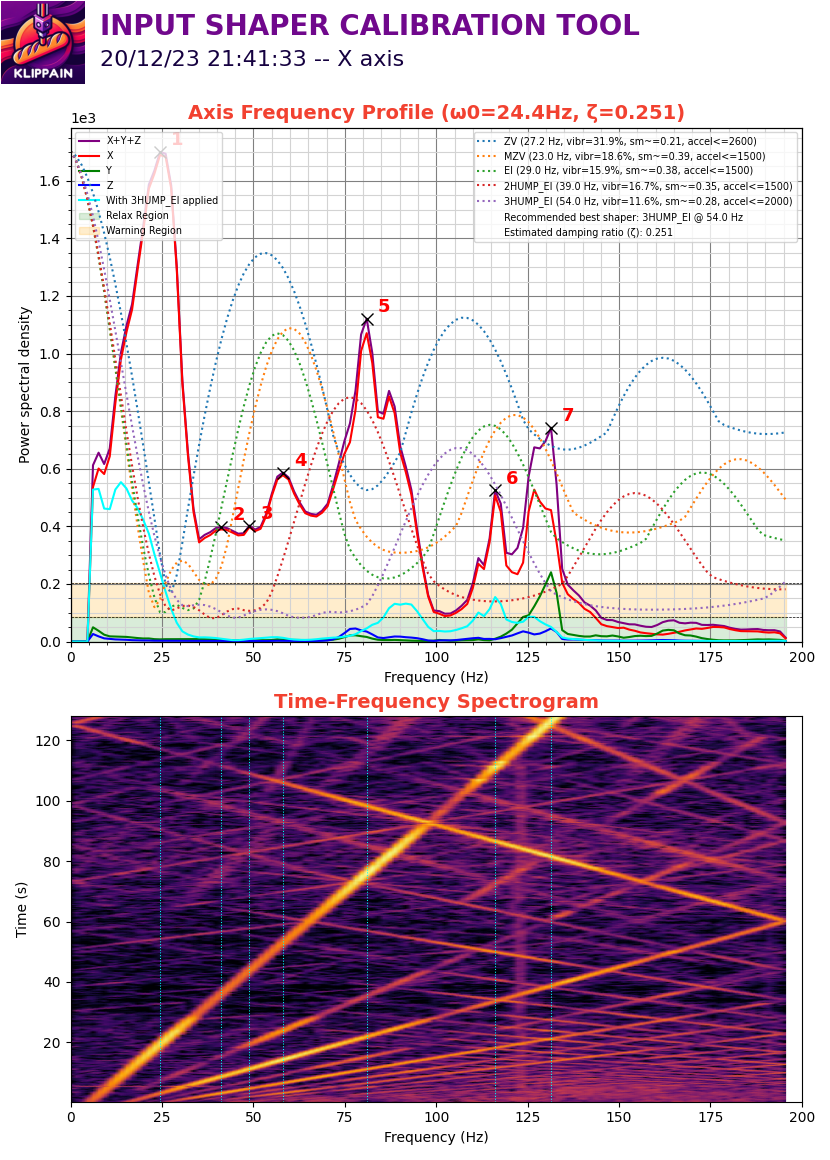 INPUT SHAPER CALIBRATION TOOL
20/12/23 21:41:33 -- X axis
KLIPPAIN
Axis Frequency Profile (ω0=24.4Hz, ζ=0.251)
1e3
X+Y+Z
X
Y
Z
With 3HUMP_EI applied
Relax Region
Warning Region
ZV (27.2 Hz, vibr=31.9%, sm~=0.21, accel<=2600)
MZV (23.0 Hz, vibr=18.6%, sm~=0.39, accel<=1500)
EI (29.0 Hz, vibr=15.9%, sm~=0.38, accel<=1500)
2HUMP_EI (39.0 Hz, vibr=16.7%, sm~=0.35, accel<=1500)
3HUMP_EI (54.0 Hz, vibr=11.6%, sm~=0.28, accel<=2000)
Recommended best shaper: 3HUMP_EI @ 54.0 Hz
Estimated damping ratio (ζ): 0.251
1
2
3
4
5
6
7
Power spectral density
1.6
1.4
1.2
1.0
0.8
0.6
0.4
0.2
0.0
0 25 50 75 100 125 150 175 200
Frequency (Hz)
Time-Frequency Spectrogram
Time (s)
120
100
80
60
40
20
0 25 50 75 100 125 150 175 200
Frequency (Hz)